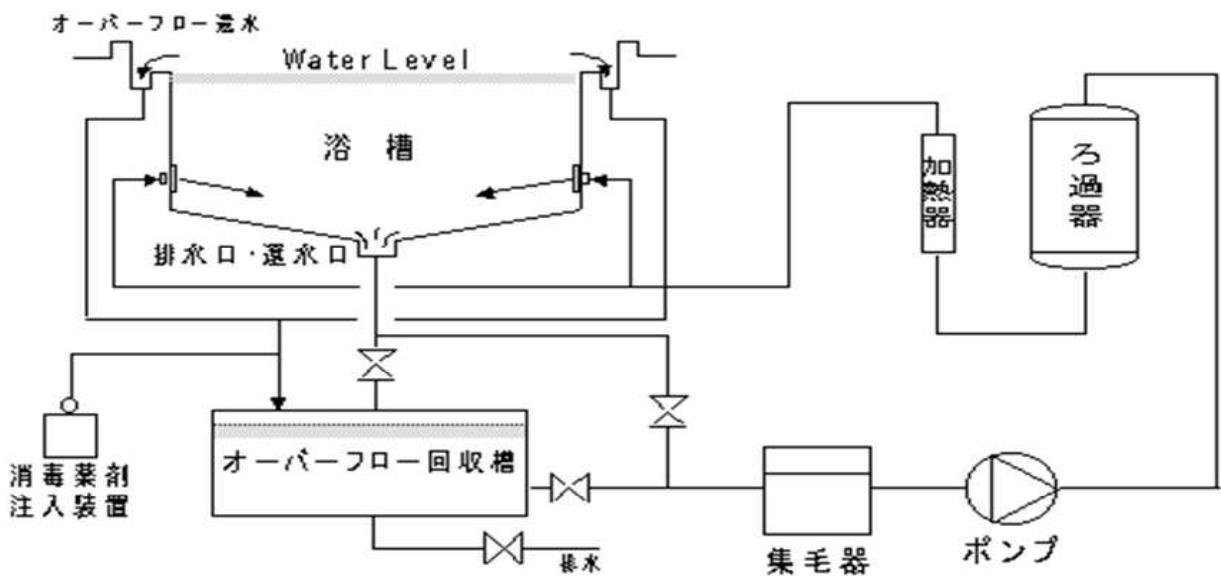 オーバーフロー還水
Water Level
浴槽
加熱器
ろ過器
排水口・還水口
オーバーフロー回収槽
消毒薬剤
注入装置
排水
集毛器
ポンプ